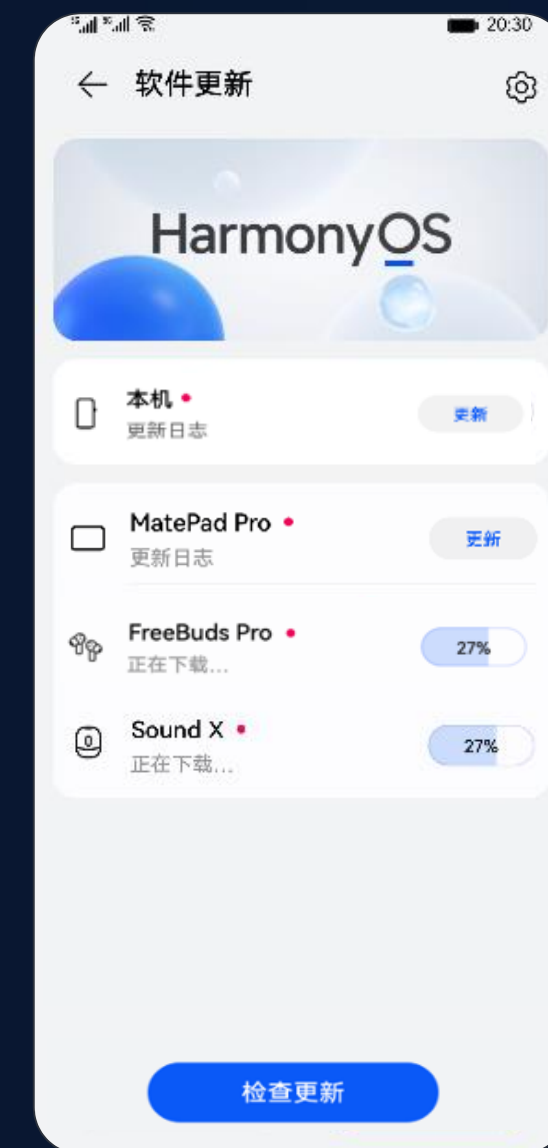 20:30
软件更新
HarmonyOS
本机
更新日志
更新
MatePad Pro
更新日志
更新
FreeBuds Pro
正在下载...
27%
Sound X
正在下载...
27%
检查更新